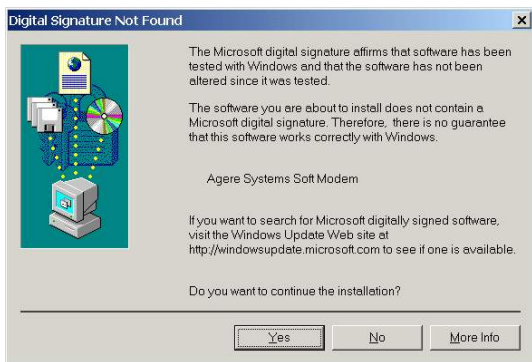 Digital Signature Not Found
The Microsoft digital signature affirms that software has been
tested with Windows and that the software has not been
altered since it was tested.
The software you are about to install does not contain a
Microsoft digital signature. Therefore, there is no guarantee
that this software works correctly with Windows.
Agere Systems Soft Modem
If you want to search for Microsoft digitally signed software,
visit the Windows Update Web site at
http://windowsupdate.microsoft.com to see if one is available.
Do you want to continue the installation?
Yes
No
More Info